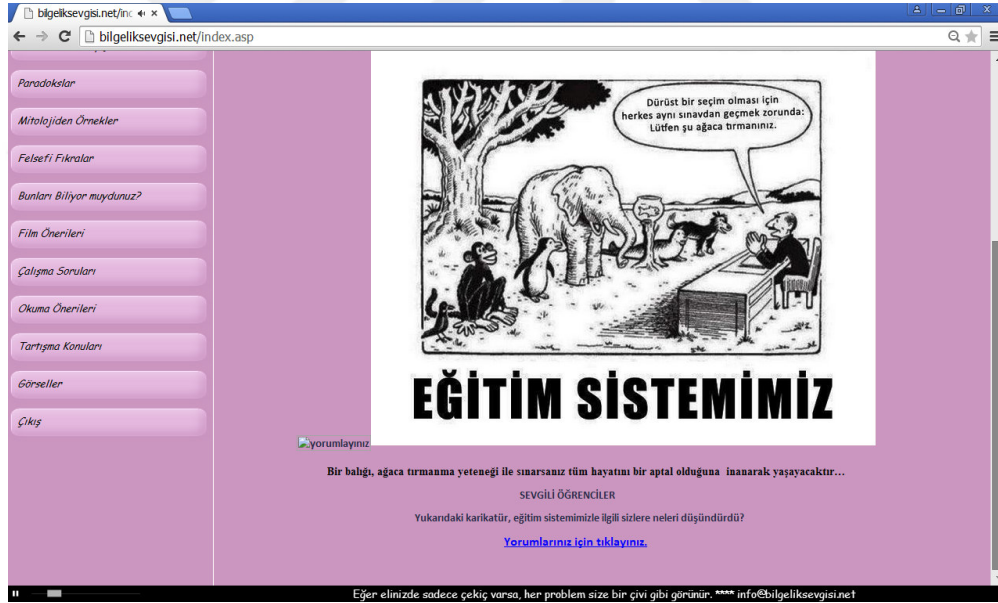 bilgeliksevgisi.net/inc
bilgeliksevgisi.net/index.asp
Paradokslar
Mitolojiden Örnekler
Felsefi Fıkralar
Bunları Biliyor muydunuz?
Film Önerileri
Çalışma Soruları
Okuma Önerileri
Tartışma Konuları
Görseller
Çıkış
Dürüst bir seçim olması için
herkes aynı sınavdan geçmek zorunda:
Lütfen şu ağaca tırmanınız.
EĞİTİM SİSTEMİMİZ
yorumlayınız
Bir balığı, ağaca tırmanma yeteneği ile sınarsanız tüm hayatını bir aptal olduğuna inanarak yaşayacaktır…
SEVGİLİ ÖĞRENCİLER
Yukarıdaki karikatür, eğitim sistemimizle ilgili sizlere neleri düşündürdü?
Yorumlarınız için tıklayınız.
Eğer elinizde sadece çekiç varsa, her problem size bir çivi gibi görünür. **** info@bilgeliksevgisi.net